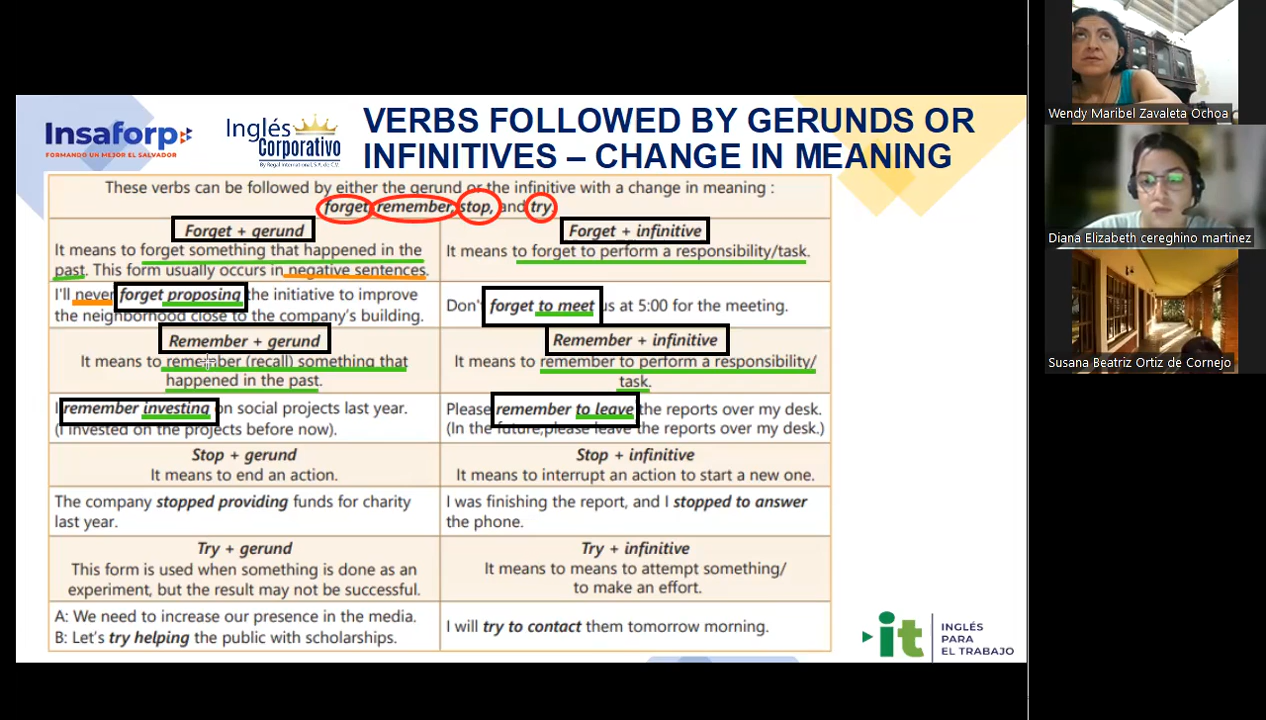 Insaforp
FORMANDO UN MEJOR EL SALVADOR
Inglés
Corporativo
By Regal International S.A. de C.V.
VERBS FOLLOWED BY GERUNDS OR
INFINITIVES – CHANGE IN MEANING
These verbs can be followed by either the gerund or the infinitive with a change in meaning :
forget, remember, stop, and try.
Forget + gerund
It means to forget something that happened in the
past. This form usually occurs in negative sentences.
Forget + infinitive
It means to forget to perform a responsibility/task.
I'll never forget proposing the initiative to improve
the neighborhood close to the company's building.
Don't forget to meet us at 5:00 for the meeting.
Remember + gerund
It means to remember (recall) something that
happened in the past.
Remember + infinitive
It means to remember to perform a responsibility/
task.
I remember investing on social projects last year.
(I invested on the projects before now).
Please remember to leave the reports over my desk.
(In the future,please leave the reports over my desk.)
Stop + gerund
It means to end an action.
Stop + infinitive
It means to interrupt an action to start a new one.
The company stopped providing funds for charity
last year.
I was finishing the report, and I stopped to answer
the phone.
Try + gerund
This form is used when something is done as an
experiment, but the result may not be successful.
Try + infinitive
It means to means to attempt something/
to make an effort.
A: We need to increase our presence in the media.
B: Let's try helping the public with scholarships.
I will try to contact them tomorrow morning.
it
INGLÉS
PARA
EL TRABAJO
Wendy Maribel Zavaleta Ochoa
Diana Elizabeth cereghino martinez
Susana Beatriz Ortiz de Cornejo